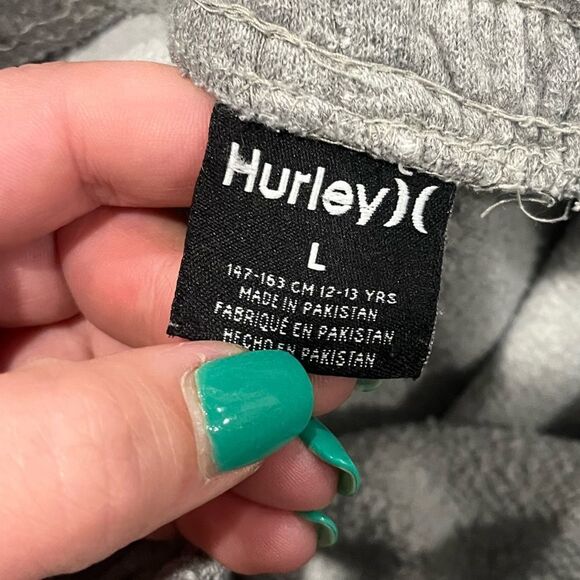 Hurley
L
147-163 CM 12-13 YRS
MADE IN PAKISTAN
FABRIQUÉ EN PAKISTAN
HECHO EN PAKISTAN